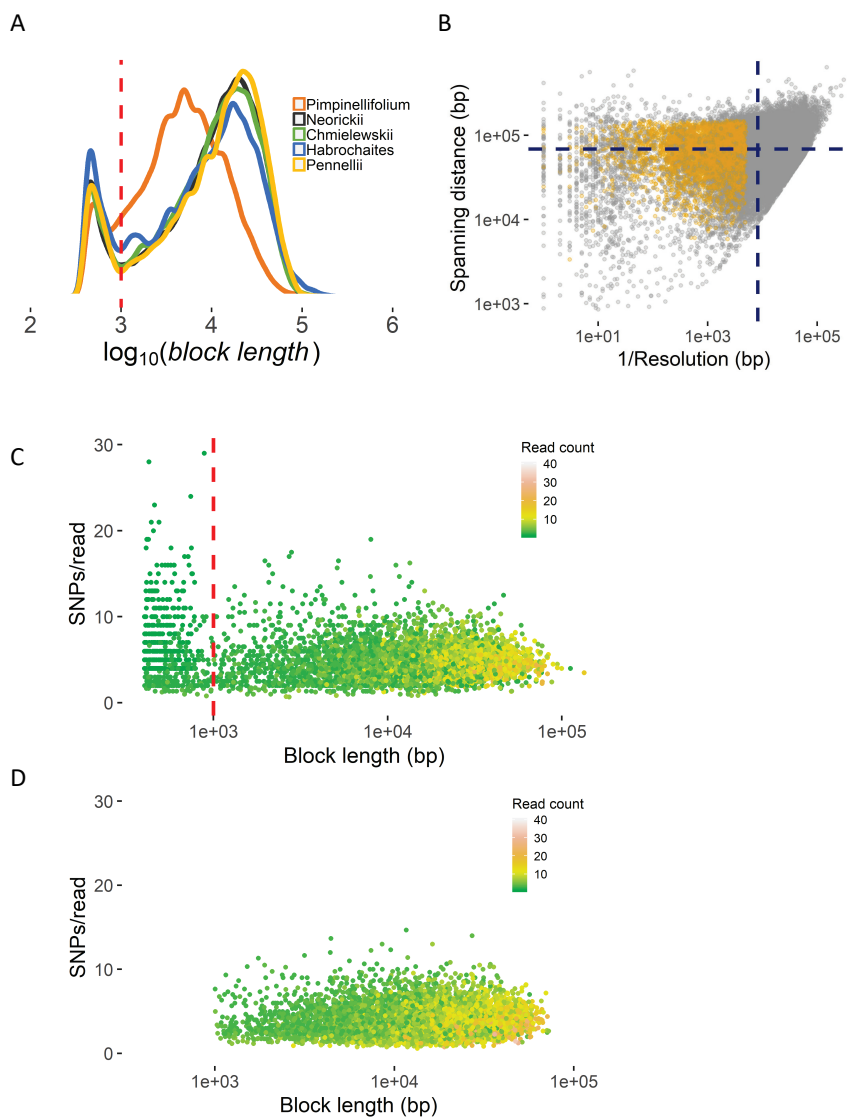 A
Pimpinellifolium
Neorickii
Chmielewskii
Habrochaites
Pennellii
2 3 4 5 6
log10(block length)
B
Spanning distance (bp)
1e+05
1e+04
1e+03
1e+01 1e+03 1e+05
1/Resolution (bp)
C
SNPs/read
30
20
10
0
Read count
40
30
20
10
1e+03 1e+04 1e+05
Block length (bp)
D
SNPs/read
30
20
10
0
Read count
40
30
20
10
1e+03 1e+04 1e+05
Block length (bp)